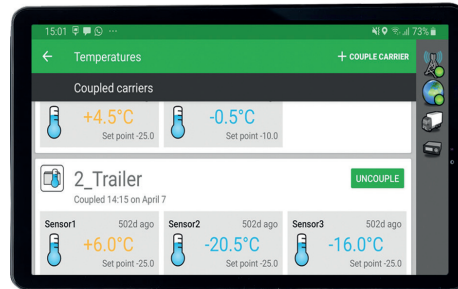 15:01 ··· 73%
Temperatures + COUPLE CARRIER
Coupled carriers
+4.5°C -0.5°C
Set point -25.0 Set point -10.0
2_Trailer UNCOUPLE
Coupled 14:15 on April 7
Sensor1 502d ago Sensor2 502d ago Sensor3 502d ago
+6.0°C -20.5°C -16.0°C
Set point -25.0 Set point -25.0 Set point -25.0